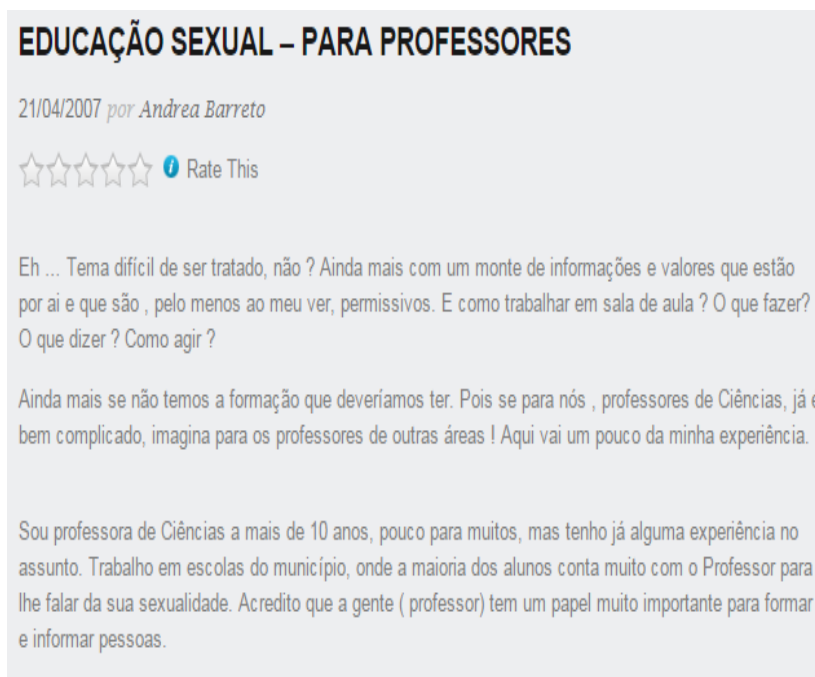 EDUCAÇÃO SEXUAL – PARA PROFESSORES
21/04/2007 por Andrea Barreto
Rate This
Eh ... Tema difícil de ser tratado, não ? Ainda mais com um monte de informações e valores que estão
por ai e que são , pelo menos ao meu ver, permissivos. E como trabalhar em sala de aula ? O que fazer?
O que dizer ? Como agir ?
Ainda mais se não temos a formação que deveríamos ter. Pois se para nós , professores de Ciências, já
bem complicado, imagina para os professores de outras áreas ! Aqui vai um pouco da minha experiência.
Sou professora de Ciências a mais de 10 anos, pouco para muitos, mas tenho já alguma experiência no
assunto. Trabalho em escolas do município, onde a maioria dos alunos conta muito com o Professor para
lhe falar da sua sexualidade. Acredito que a gente ( professor) tem um papel muito importante para formar
e informar pessoas.